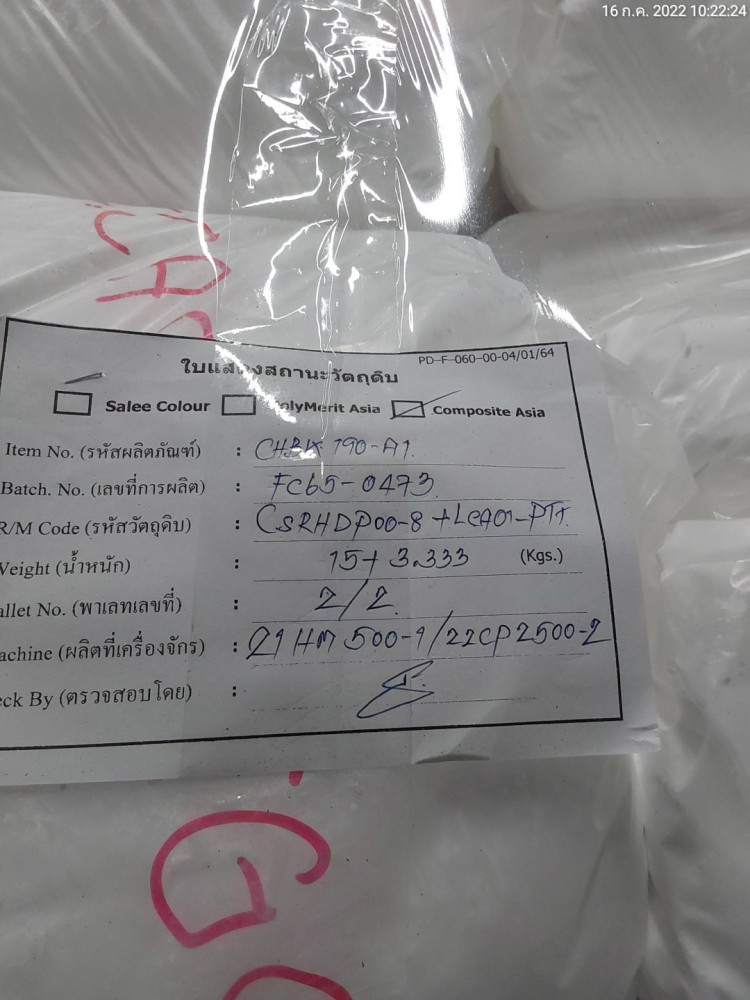 16 ก.ค. 2022 10:22:24
PD-F-060-00-04/01/64
ใบแสดงสถานะวัตถุดิบ
Salee Colour olyMerit Asia Composite Asia
Item No. (รหัสผลิตภัณฑ์) : CHBK 190-A1.
Batch. No. (เลขที่การผลิต) : FC65-0473
R/M Code (รหัสวัตถุดิบ) : CSRHDP00-8 + LCA01-PTT.
Weight (น้ำหนัก) : 15+3.333 (Kgs.)
allet No. (พาเลทเลขที่) : 2/2.
achine (ผลิตที่เครื่องจักร) : 21HM500-1/22CP2500-2
eck By (ตรวจสอบโดย) :